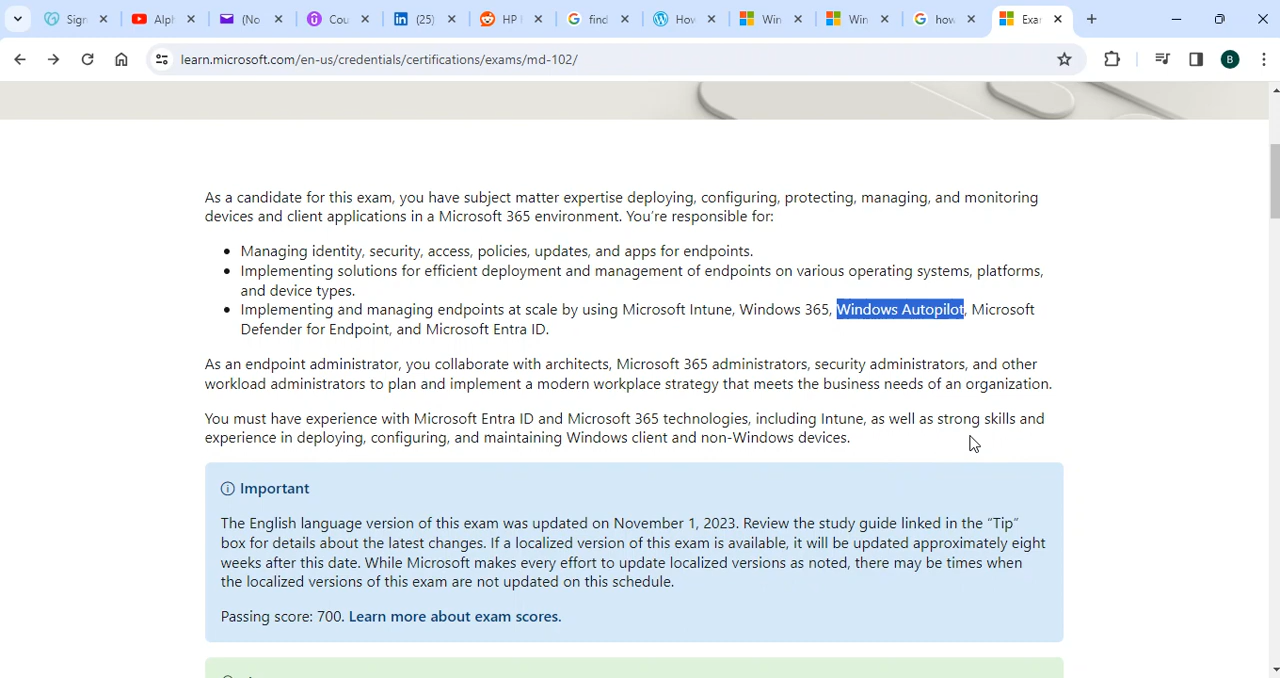 Sign
Alph
(No
Cou
(25)
HP
find
How
Win
Win
how
Exa
learn.microsoft.com/en-us/credentials/certifications/exams/md-102/
B
As a candidate for this exam, you have subject matter expertise deploying, configuring, protecting, managing, and monitoring
devices and client applications in a Microsoft 365 environment. You're responsible for:
• Managing identity, security, access, policies, updates, and apps for endpoints.
• Implementing solutions for efficient deployment and management of endpoints on various operating systems, platforms,
and device types.
• Implementing and managing endpoints at scale by using Microsoft Intune, Windows 365, Windows Autopilot, Microsoft
Defender for Endpoint, and Microsoft Entra ID.
As an endpoint administrator, you collaborate with architects, Microsoft 365 administrators, security administrators, and other
workload administrators to plan and implement a modern workplace strategy that meets the business needs of an organization.
You must have experience with Microsoft Entra ID and Microsoft 365 technologies, including Intune, as well as strong skills and
experience in deploying, configuring, and maintaining Windows client and non-Windows devices.
Important
The English language version of this exam was updated on November 1, 2023. Review the study guide linked in the "Tip"
box for details about the latest changes. If a localized version of this exam is available, it will be updated approximately eight
weeks after this date. While Microsoft makes every effort to update localized versions as noted, there may be times when
the localized versions of this exam are not updated on this schedule.
Passing score: 700. Learn more about exam scores.